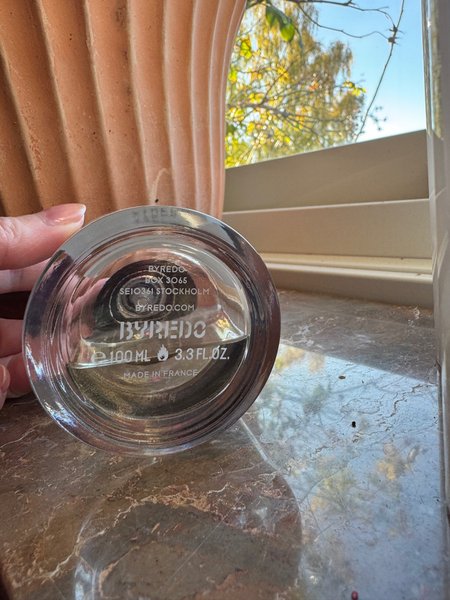 BYREDO
BOX 3065
SE10361 STOCKHOLM
BYREDO.COM
BYREDO
℮ 100 ML 3.3 FL.OZ.
MADE IN FRANCE